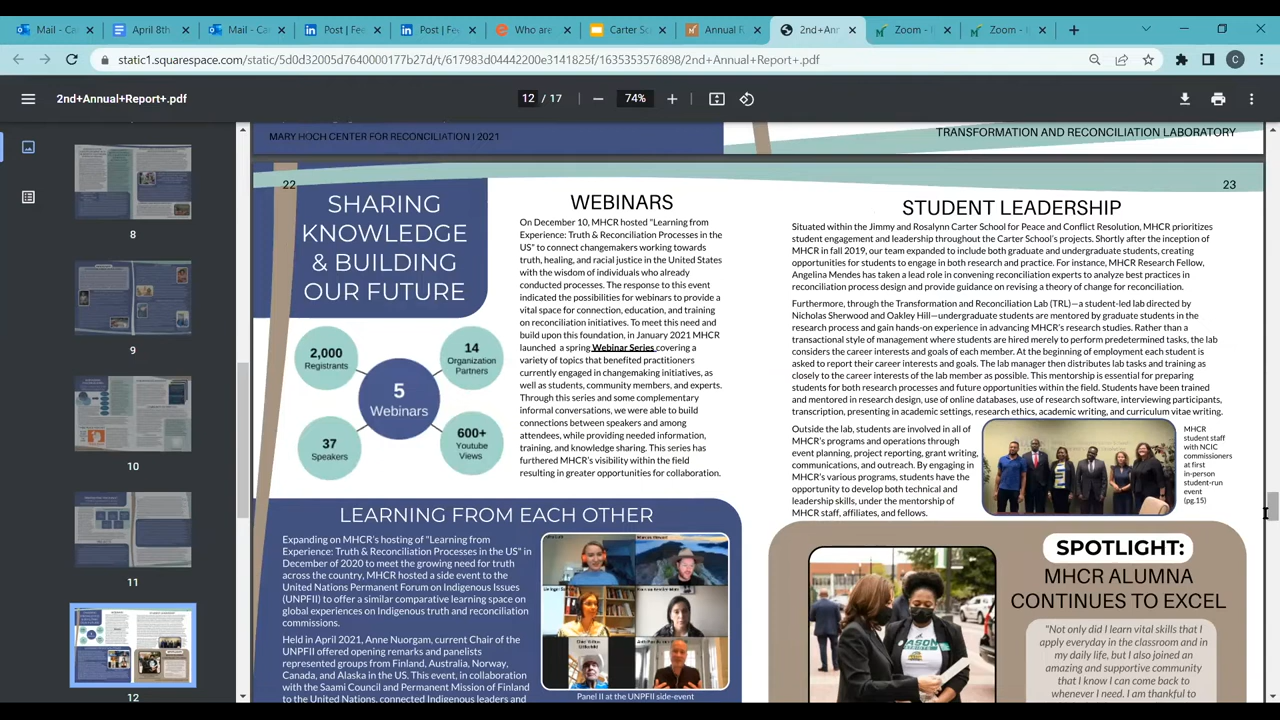 Mail - Ca
April 8th
Mail - Ca
Post | Fee
Post | Fee
Who are
Carter Sc
Annual R
2nd+Ann
Zoom -
Zoom -
static1.squarespace.com/static/5d0d32005d7640000177b27d/t/617983d04442200e3141825f/1635353576898/2nd+Annual+Report+.pdf
C
2nd+Annual+Report+.pdf
12 / 17
74%
8
9
10
11
12
MARY HOCH CENTER FOR RECONCILIATION I 2021
TRANSFORMATION AND RECONCILIATION LABORATORY
22
SHARING
KNOWLEDGE
& BUILDING
OUR FUTURE
2,000
Registrants
14
Organization
Partners
5
Webinars
37
Speakers
600+
Youtube
Views
WEBINARS
On December 10, MHCR hosted "Learning from
Experience: Truth & Reconciliation Processes in the
US" to connect changemakers working towards
truth, healing, and racial justice in the United States
with the wisdom of individuals who already
conducted processes. The response to this event
indicated the possibilities for webinars to provide a
vital space for connection, education, and training
on reconciliation initiatives. To meet this need and
build upon this foundation, in January 2021 MHCR
launched a spring Webinar Series covering a
variety of topics that benefited practitioners
currently engaged in changemaking initiatives, as
well as students, community members, and experts.
Through this series and some complementary
informal conversations, we were able to build
connections between speakers and among
attendees, while providing needed information,
training, and knowledge sharing. This series has
furthered MHCR's visibility within the field
resulting in greater opportunities for collaboration.
LEARNING FROM EACH OTHER
Expanding on MHCR's hosting of "Learning from
Experience: Truth & Reconciliation Processes in the US" in
December of 2020 to meet the growing need for truth
across the country, MHCR hosted a side event to the
United Nations Permanent Forum on Indigenous Issues
(UNPFII) to offer a similar comparative learning space on
global experiences on Indigenous truth and reconciliation
commissions.
Held in April 2021, Anne Nuorgam, current Chair of the
UNPFII offered opening remarks and panelists
represented groups from Finland, Australia, Norway,
Canada, and Alaska in the US. This event, in collaboration
with the Saami Council and Permanent Mission of Finland
to the United Nations, connected Indigenous leaders and
Panel II at the UNPFII side-event
23
STUDENT LEADERSHIP
Situated within the Jimmy and Rosalynn Carter School for Peace and Conflict Resolution, MHCR prioritizes
student engagement and leadership throughout the Carter School's projects. Shortly after the inception of
MHCR in fall 2019, our team expanded to include both graduate and undergraduate students, creating
opportunities for students to engage in both research and practice. For instance, MHCR Research Fellow,
Angelina Mendes has taken a lead role in convening reconciliation experts to analyze best practices in
reconciliation process design and provide guidance on revising a theory of change for reconciliation.
Furthermore, through the Transformation and Reconciliation Lab (TRL)—a student-led lab directed by
Nicholas Sherwood and Oakley Hill—undergraduate students are mentored by graduate students in the
research process and gain hands-on experience in advancing MHCR's research studies. Rather than a
transactional style of management where students are hired merely to perform predetermined tasks, the lab
considers the career interests and goals of each member. At the beginning of employment each student is
asked to report their career interests and goals. The lab manager then distributes lab tasks and training as
closely to the career interests of the lab member as possible. This mentorship is essential for preparing
students for both research processes and future opportunities within the field. Students have been trained
and mentored in research design, use of online databases, use of research software, interviewing participants,
transcription, presenting in academic settings, research ethics, academic writing, and curriculum vitae writing.
Outside the lab, students are involved in all of
MHCR's programs and operations through
event planning, project reporting, grant writing,
communications, and outreach. By engaging in
MHCR's various programs, students have the
opportunity to develop both technical and
leadership skills, under the mentorship of
MHCR staff, affiliates, and fellows.
MHCR
student staff
with NCIC
commissioners
at first
in-person
student-run
event
(pg.15)
SPOTLIGHT:
MHCR ALUMNA
CONTINUES TO EXCEL
"Not only did I learn vital skills that I
apply everyday in the classroom and in
my daily life, but I also joined an
amazing and supportive community
that I know I can come back to
whenever I need. I am thankful to